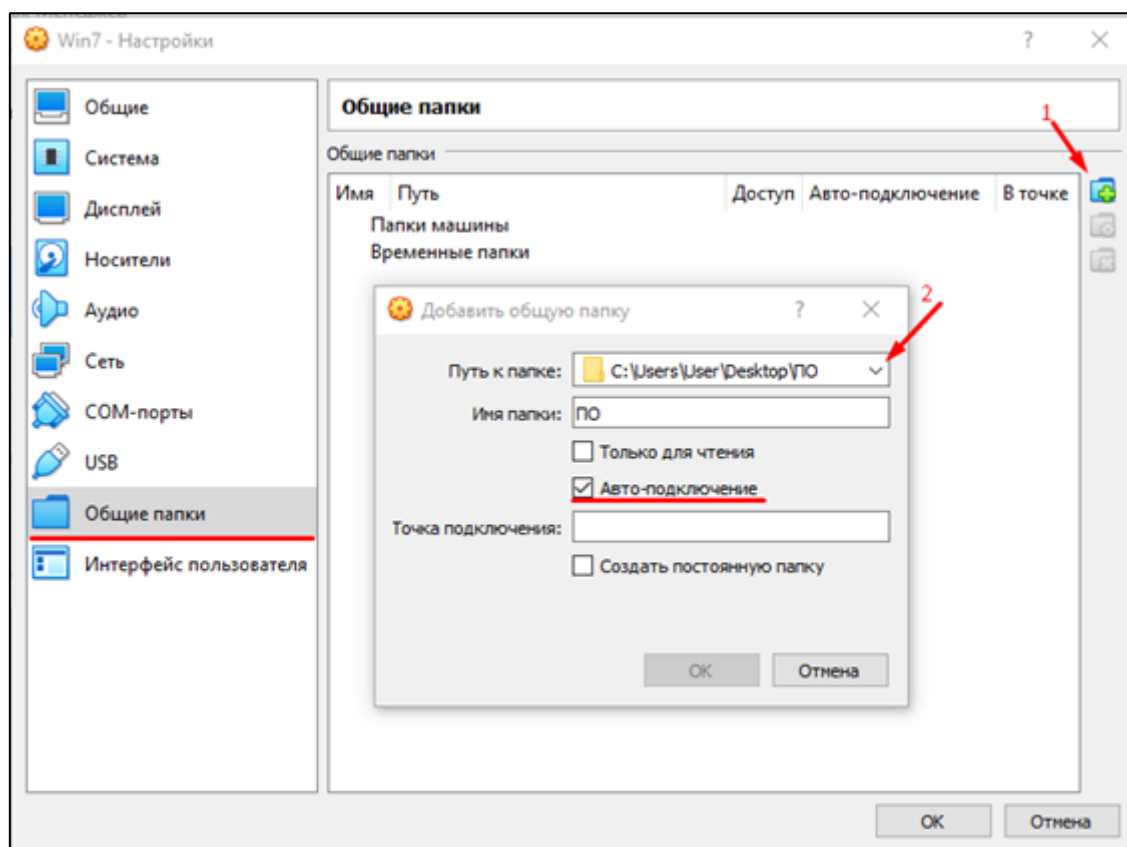 Win7 - Настройки
?
Общие
Система
Дисплей
Носители
Аудио
Сеть
COM-порты
USB
Общие папки
Интерфейс пользователя
Общие папки
1
Общие папки
Имя Путь Доступ Авто-подключение В точке
Папки машины
Временные папки
2
Добавить общую папку ?
Путь к папке: C:\Users\User\Desktop\ПО
Имя папки: ПО
Только для чтения
Авто-подключение
Точка подключения:
Создать постоянную папку
OK Отмена
OK Отмена